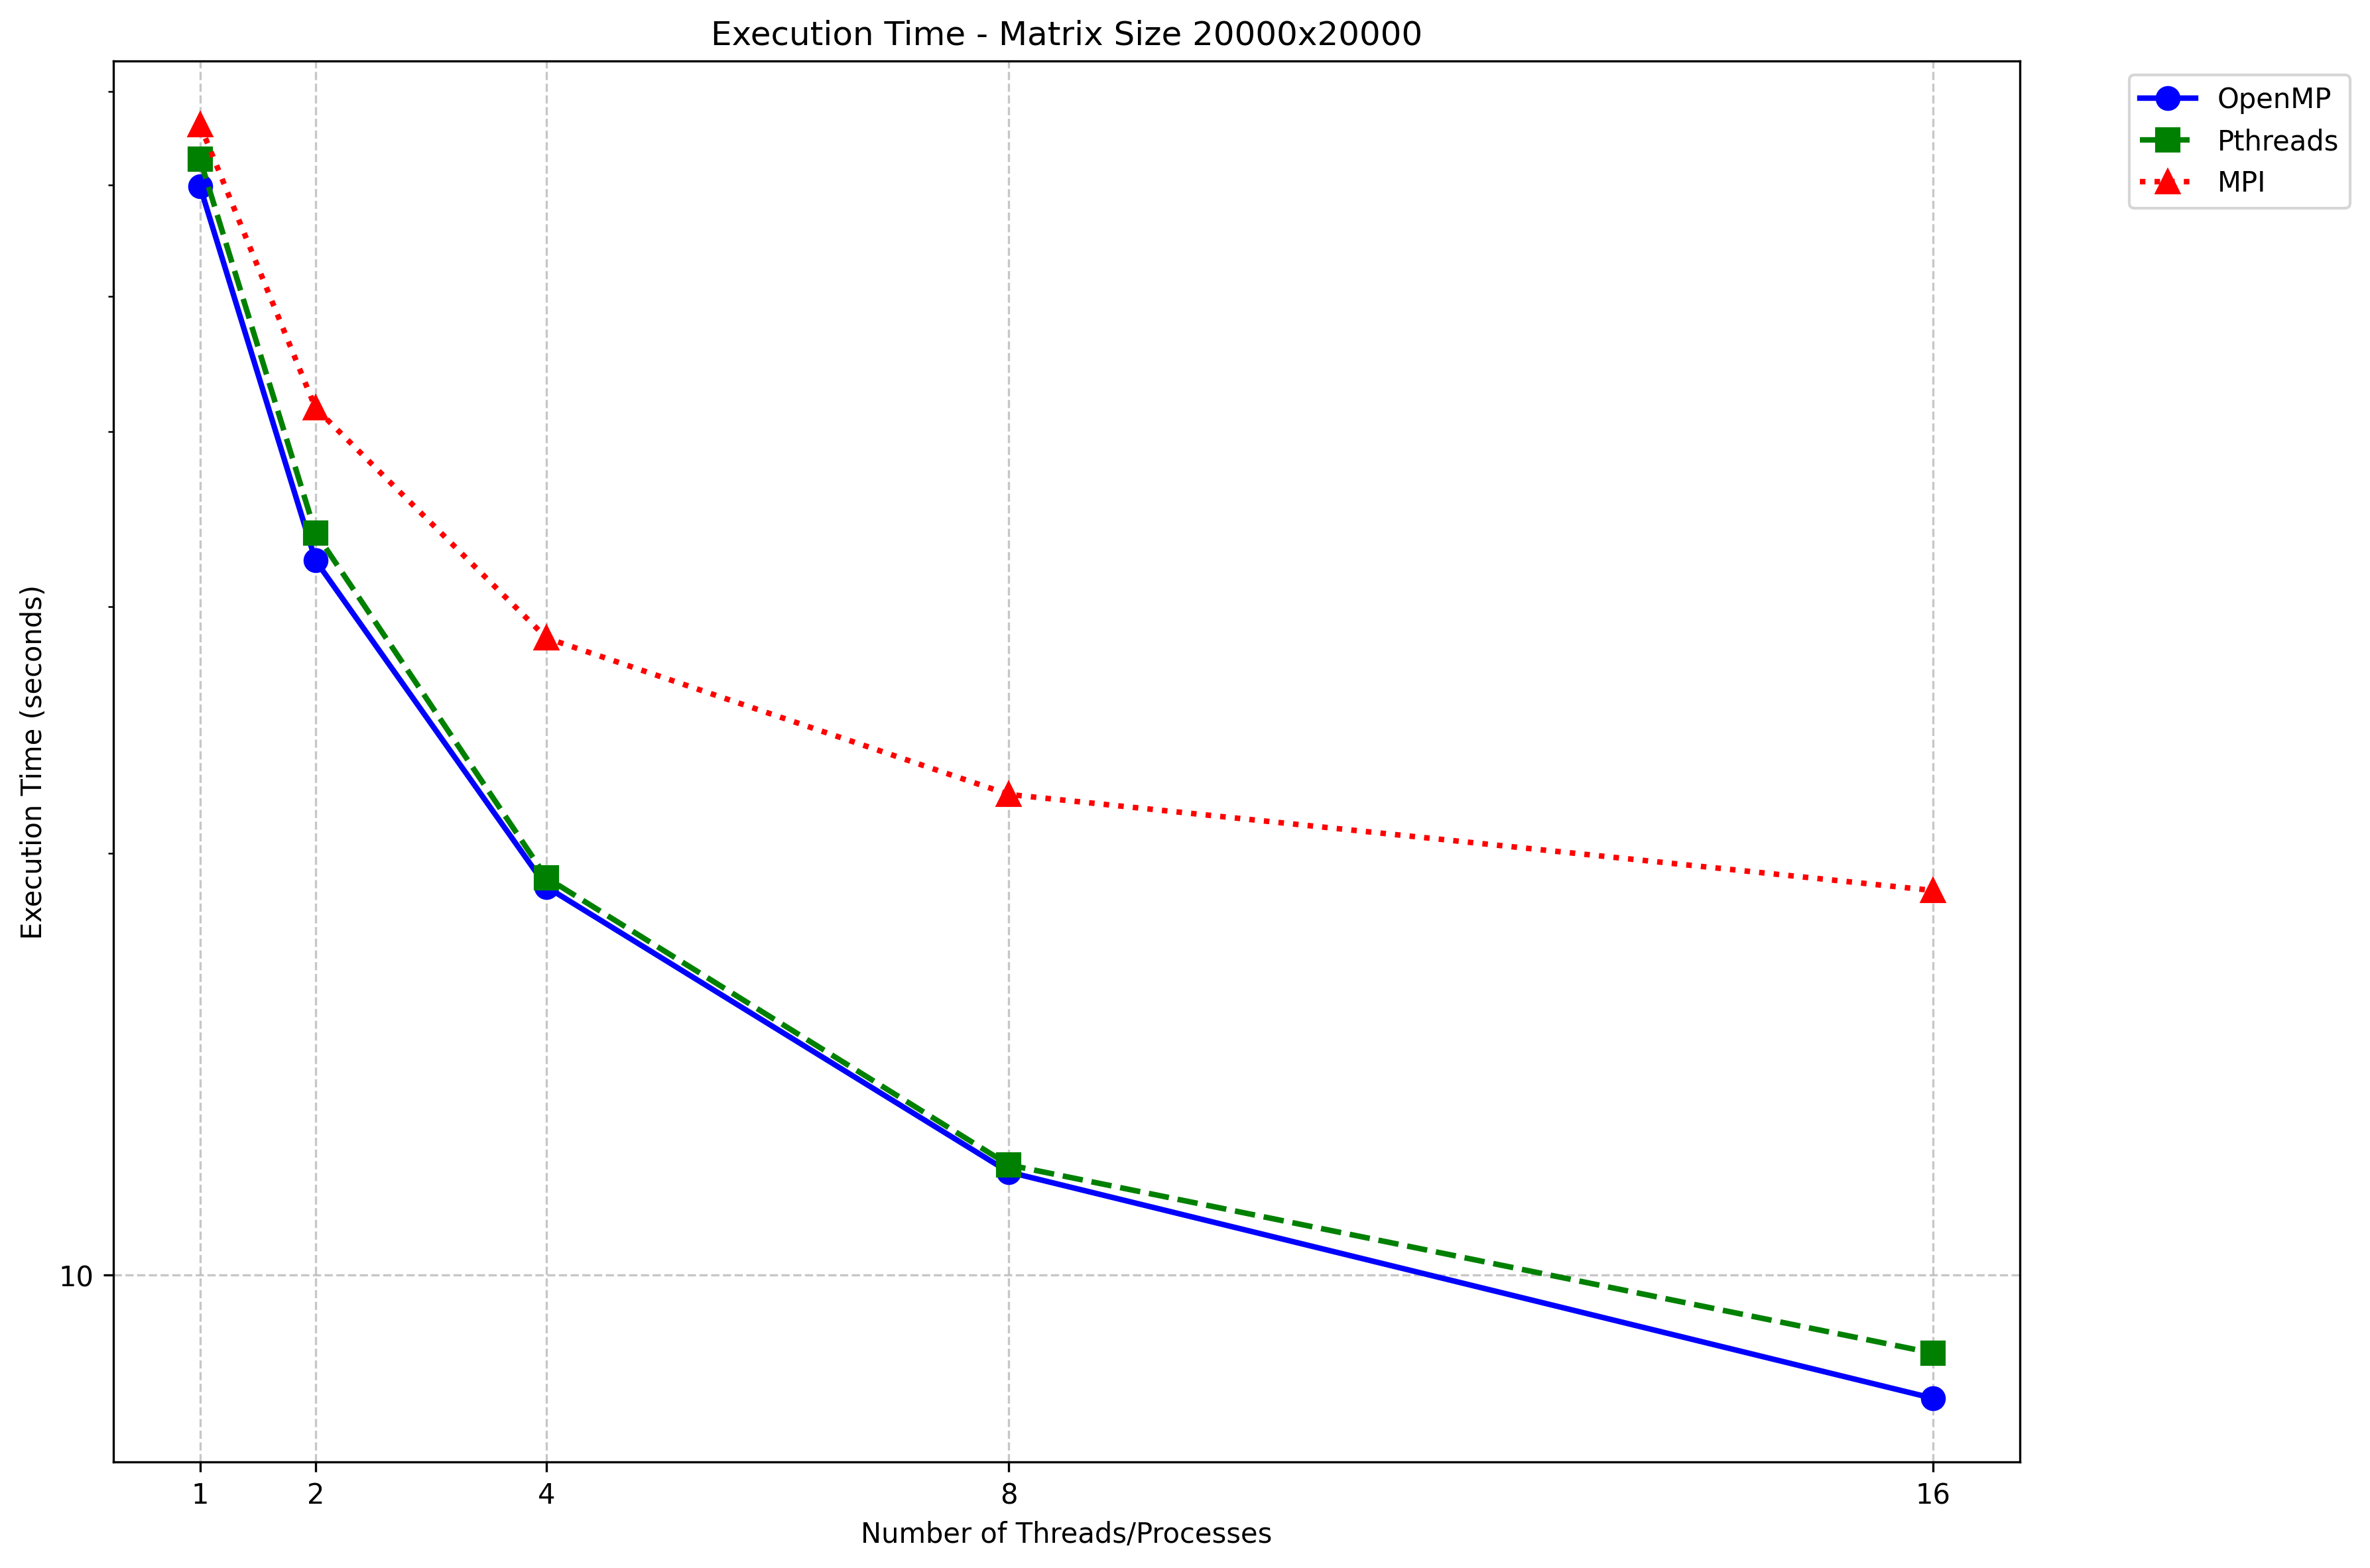 Execution Time - Matrix Size 20000x20000
OpenMP
Pthreads
MPI
Execution Time (seconds)
10
1 2 4 8 16
Number of Threads/Processes